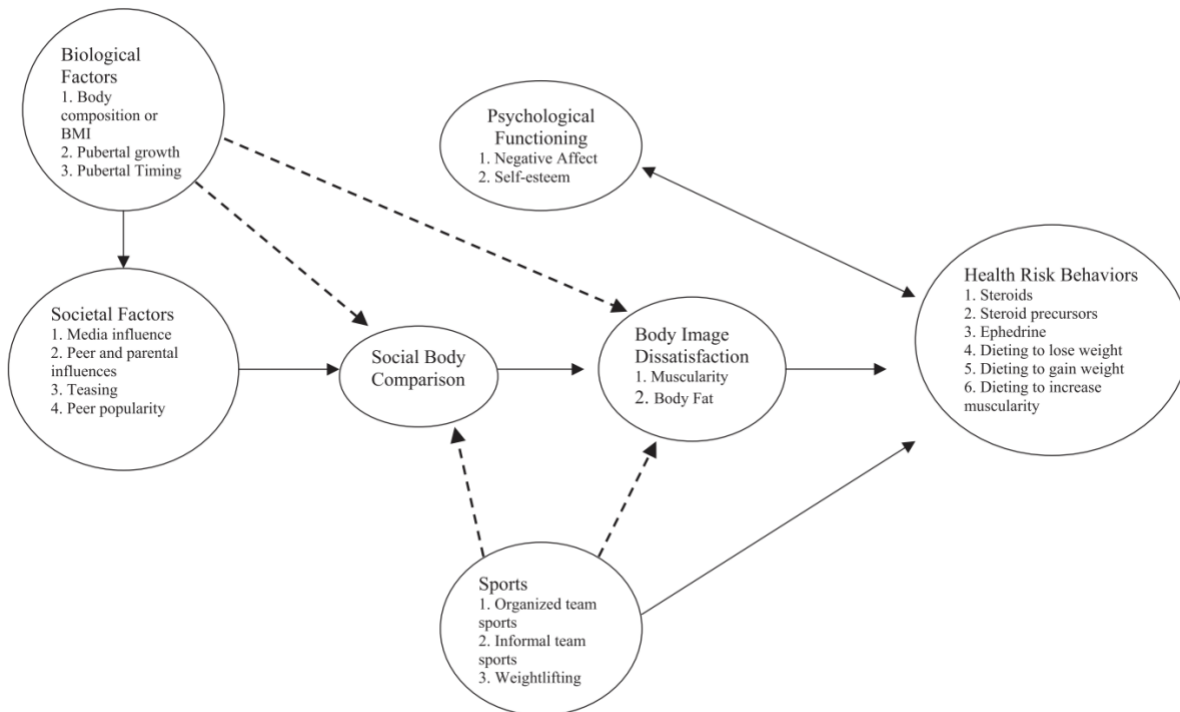 Biological
Factors
1. Body
composition or
BMI
2. Pubertal growth
3. Pubertal Timing
Psychological
Functioning
1. Negative Affect
2. Self-esteem
Societal Factors
1. Media influence
2. Peer and parental
influences
3. Teasing
4. Peer popularity
Social Body
Comparison
Body Image
Dissatisfaction
1. Muscularity
2. Body Fat
Health Risk Behaviors
1. Steroids
2. Steroid precursors
3. Ephedrine
4. Dieting to lose weight
5. Dieting to gain weight
6. Dieting to increase
muscularity
Sports
1. Organized team
sports
2. Informal team
sports
3. Weightlifting